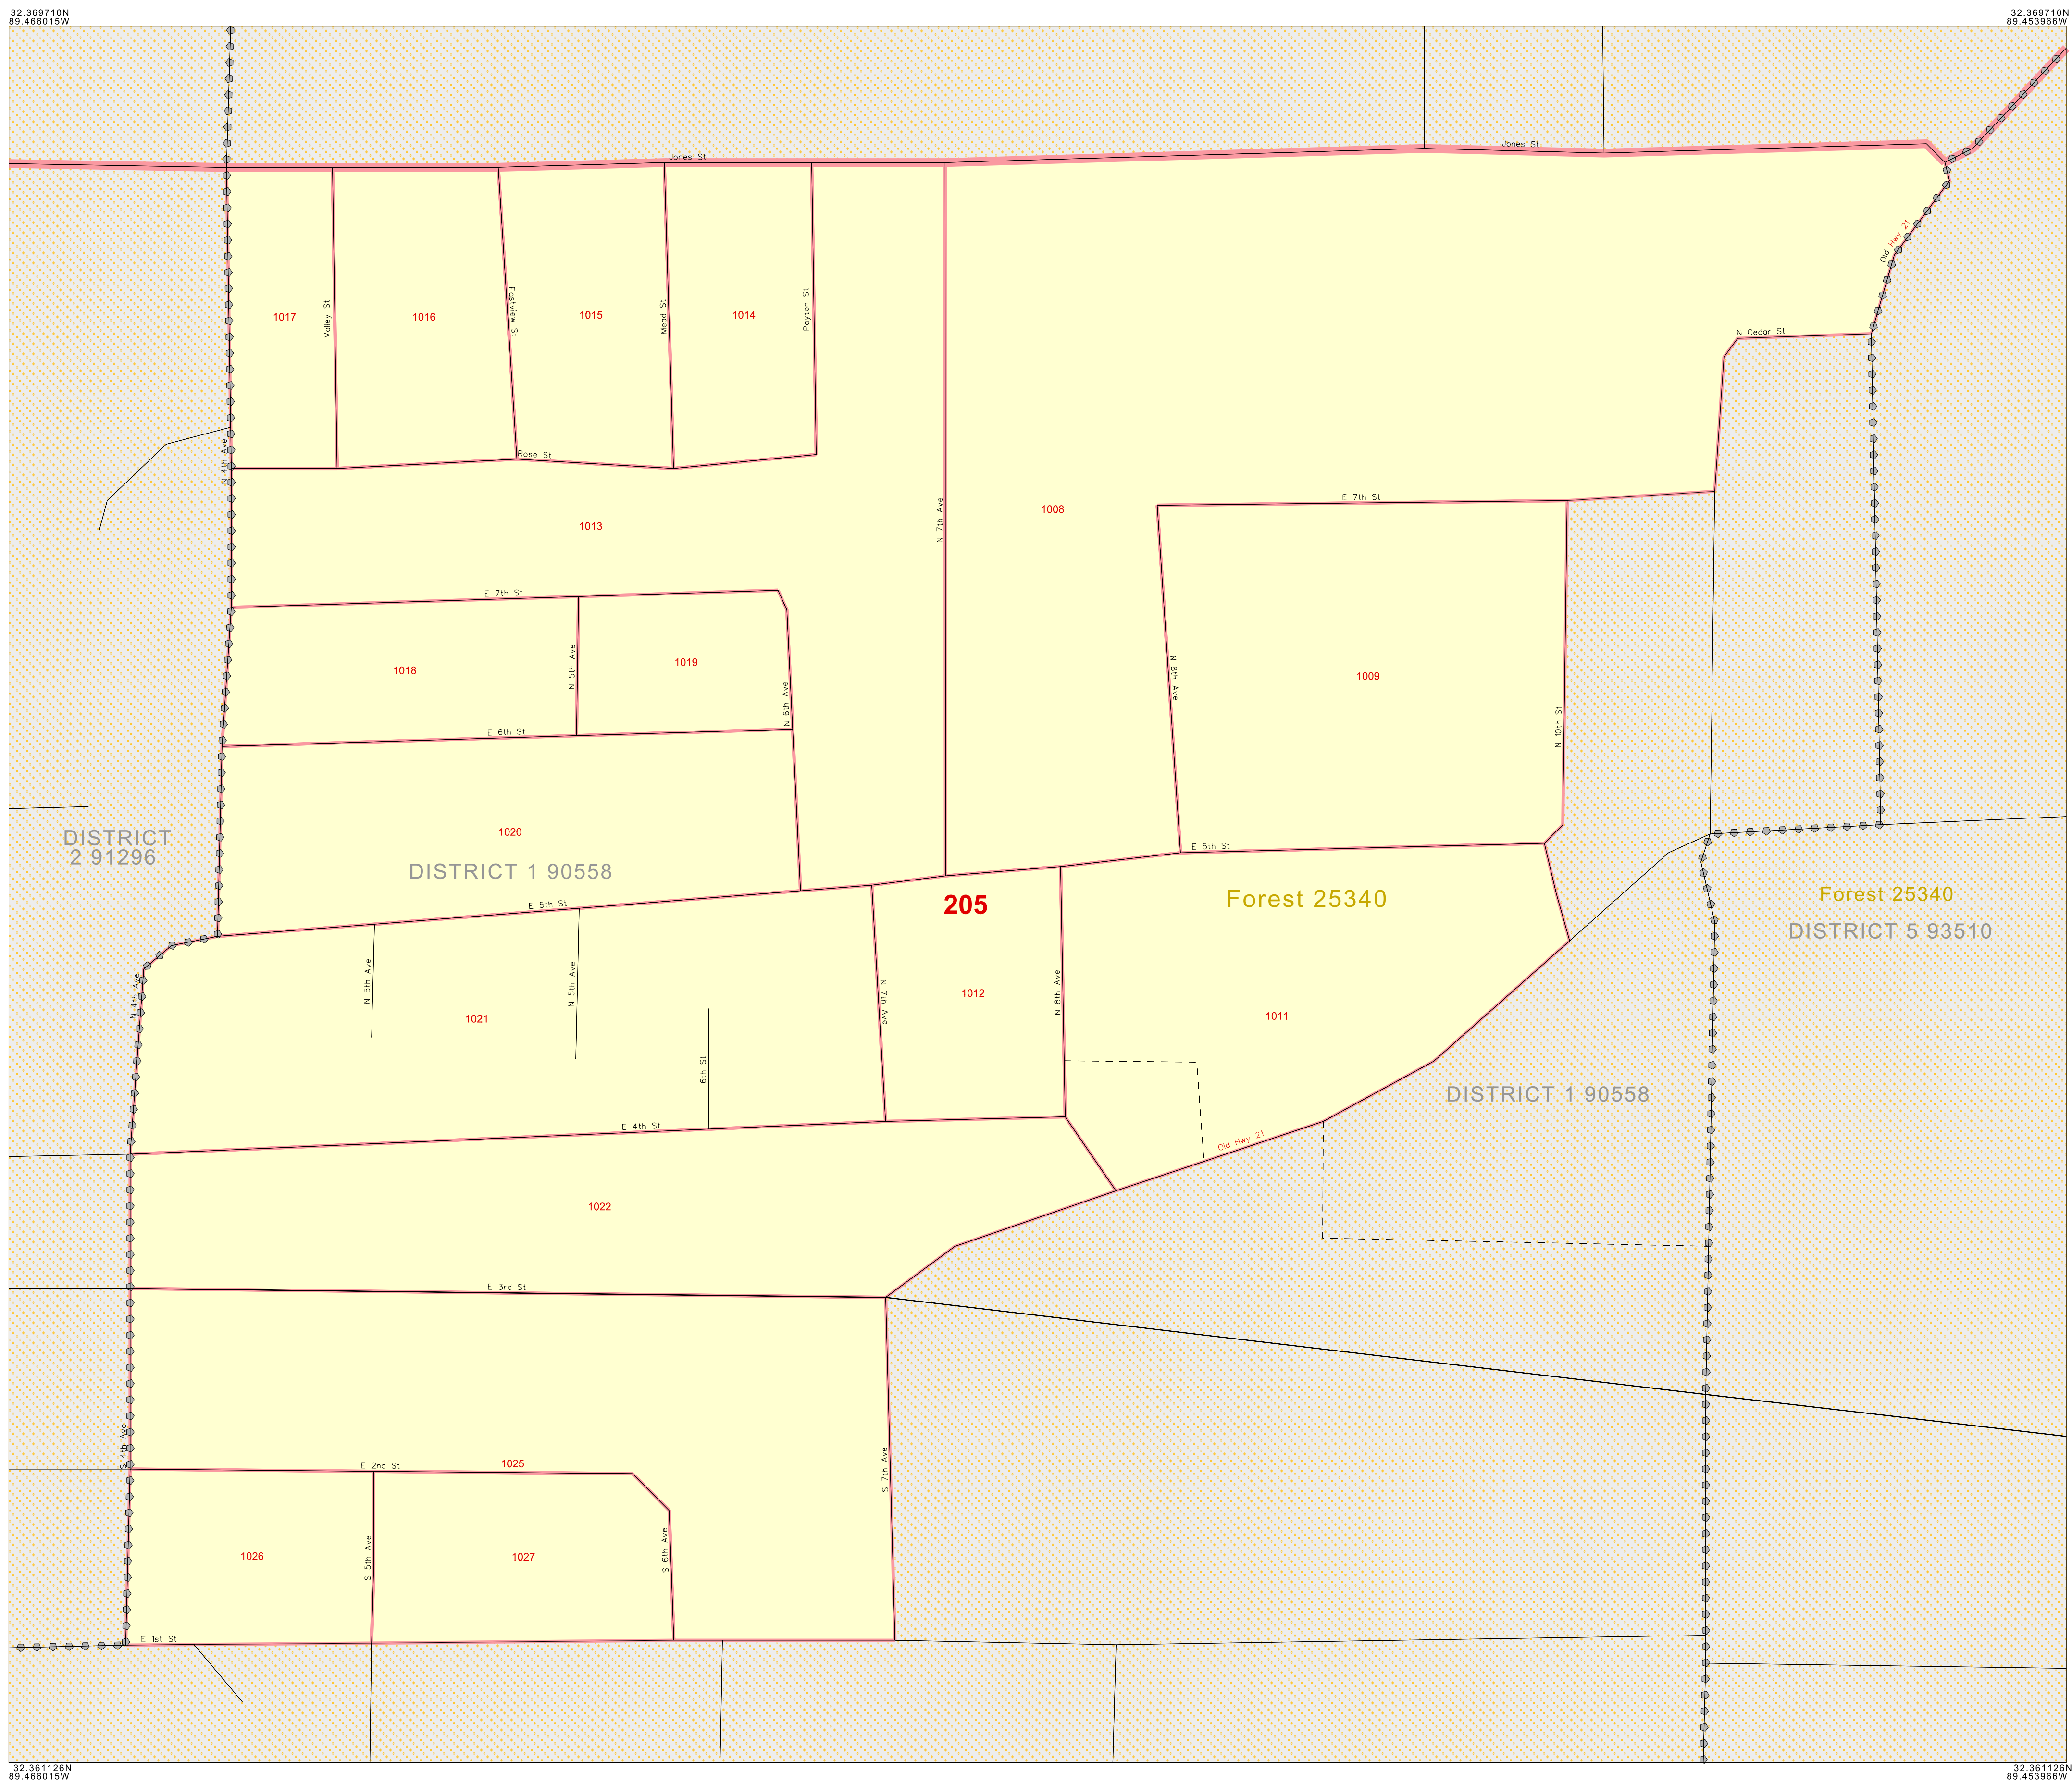 32.369710N
89.466015W
32.369710N
89.453966W
Jones St
Jones St
Old Hwy 21
N Cedar St
1017
Valley St
1016
Eastview St
1015
Mead St
1014
Payton St
N 4th Ave
Rose St
1013
N 7th Ave
1008
E 7th St
E 7th St
1018
N 5th Ave
1019
N 6th Ave
N 8th Ave
1009
N 10th St
E 6th St
DISTRICT
2 91296
1020
DISTRICT 1 90558
E 5th St
E 5th St
205
Forest 25340
Forest 25340
DISTRICT 5 93510
N 4th Ave
N 5th Ave
N 5th Ave
1021
6th St
N 7th Ave
1012
N 8th Ave
1011
DISTRICT 1 90558
E 4th St
Old Hwy 21
1022
E 3rd St
S 4th Ave
E 2nd St
1025
S 7th Ave
1026
S 5th Ave
1027
S 6th Ave
E 1st St
32.361126N
89.466015W
32.361126N
89.453966W